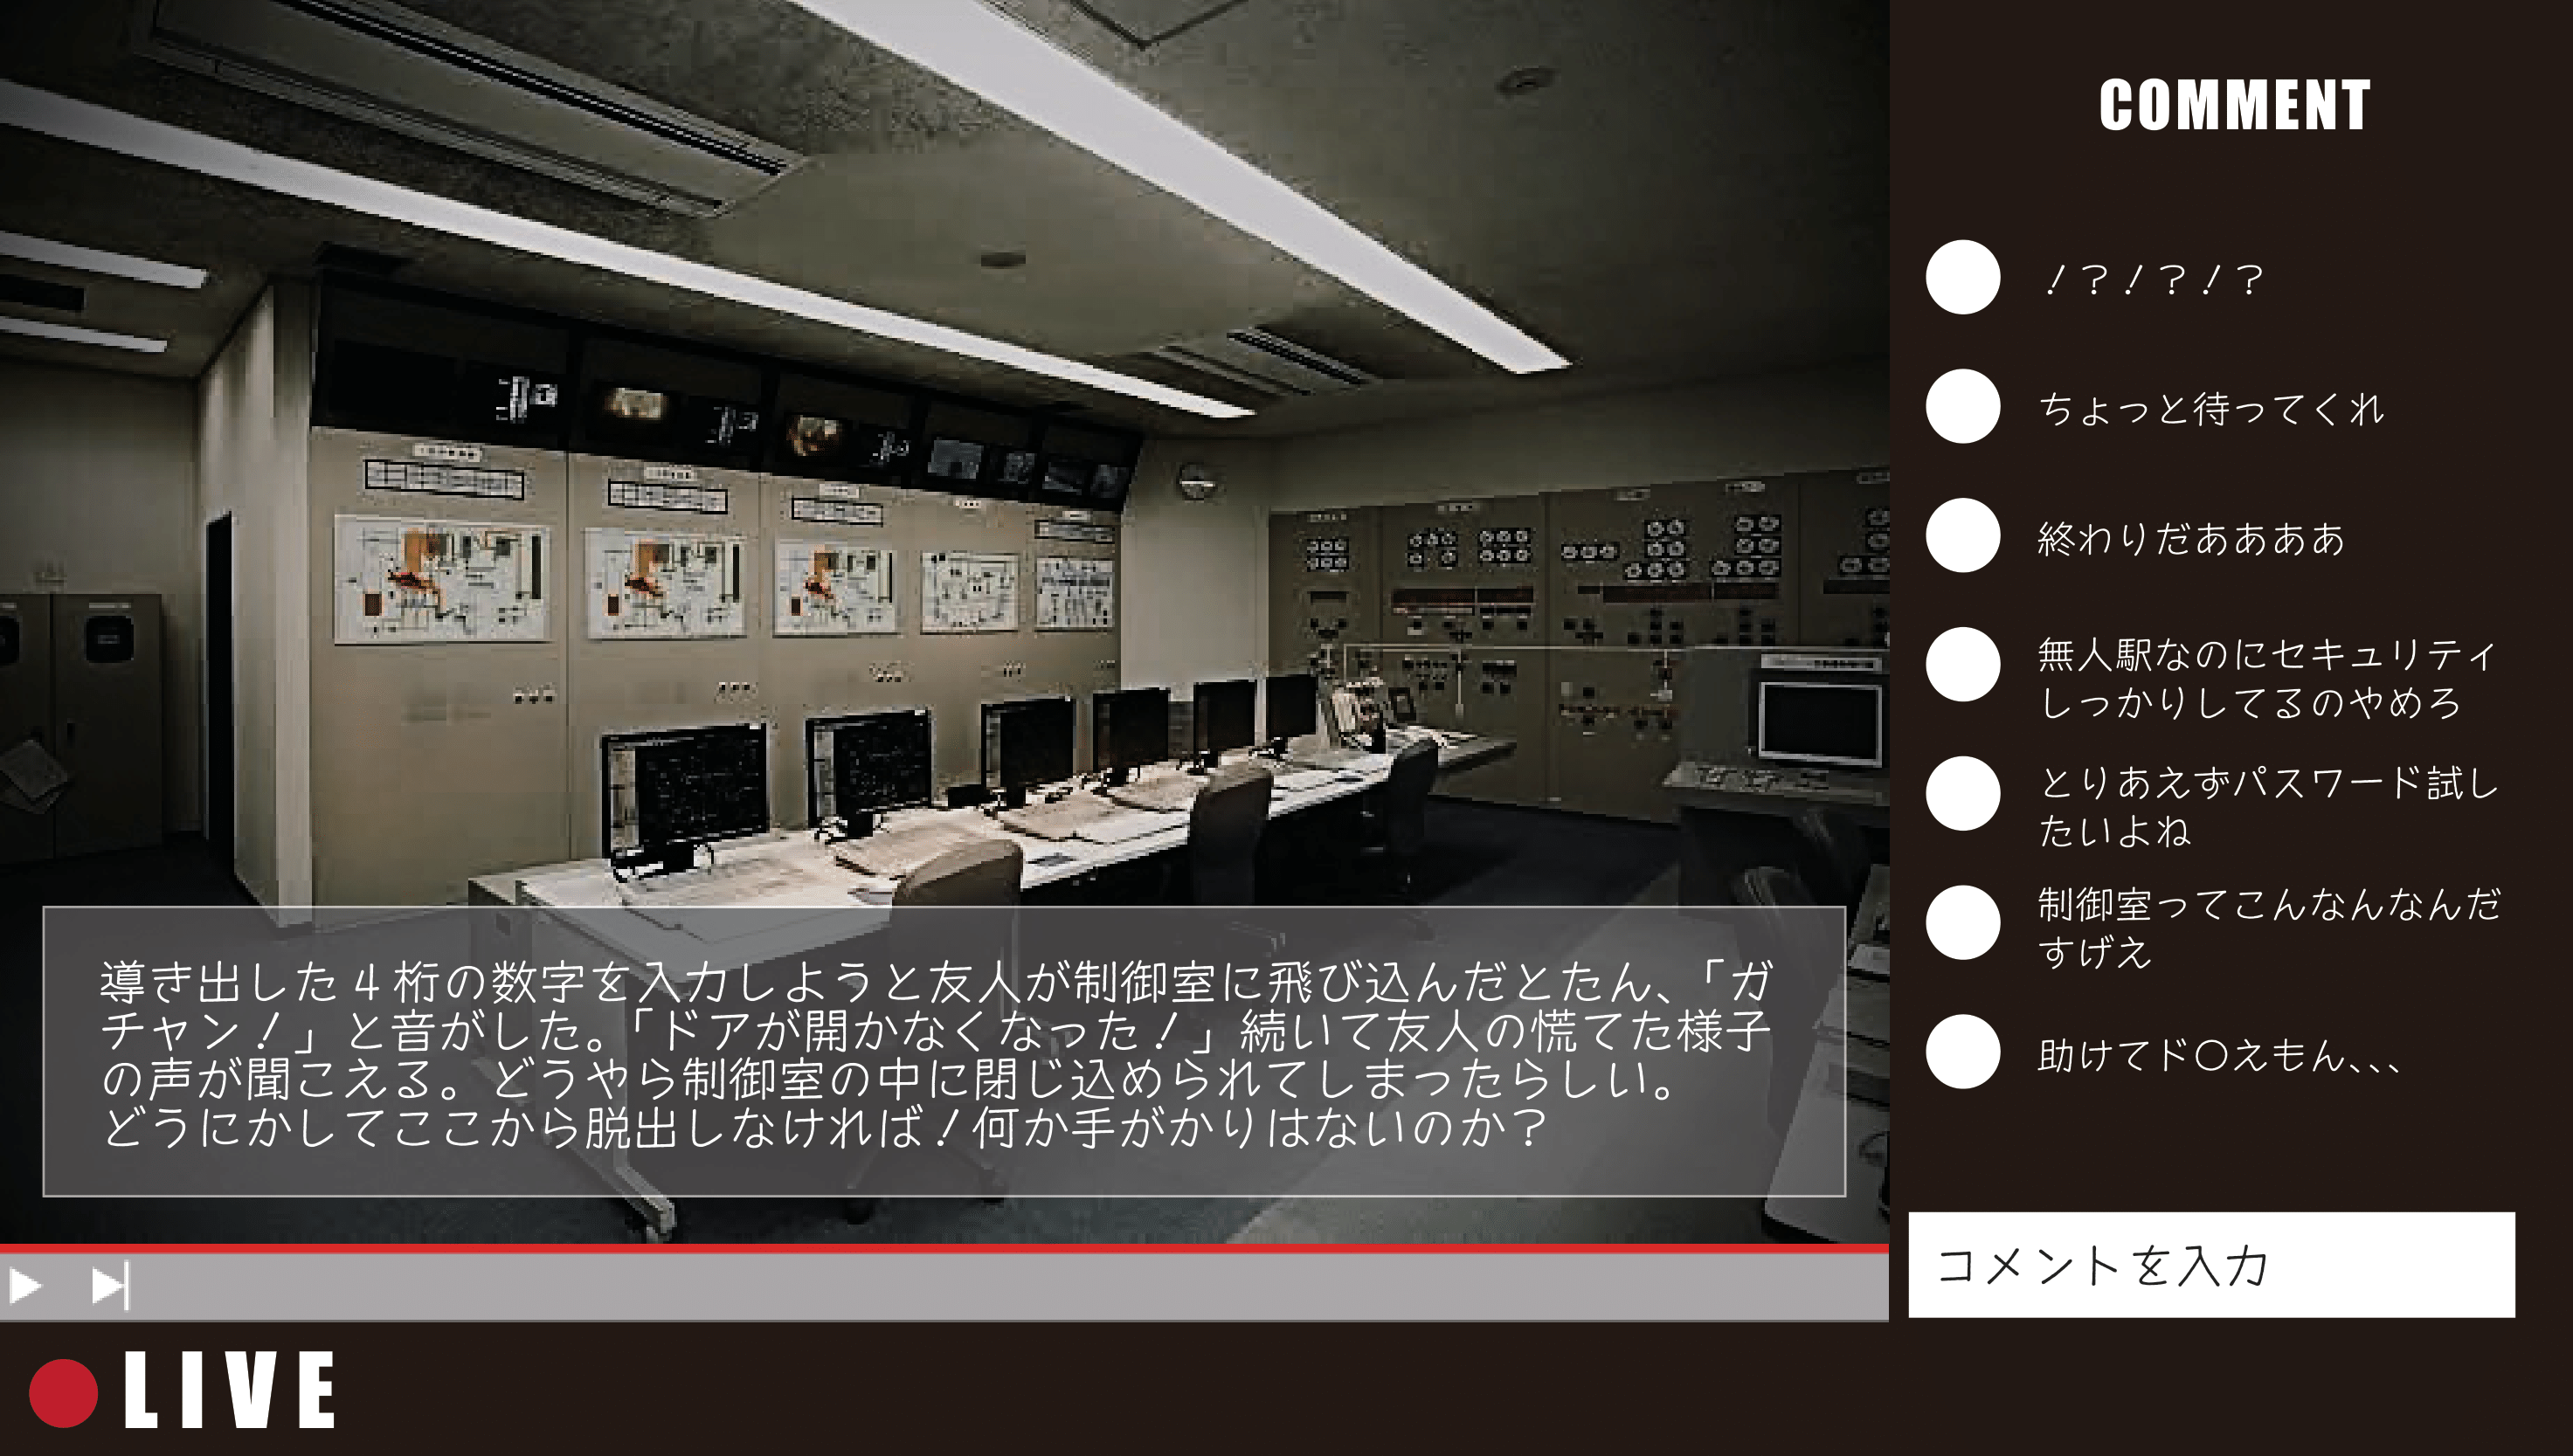 COMMENT
！？！？！？
ちょっと待ってくれ
終わりだああああ
無人駅なのにセキュリティ
しっかりしてるのやめろ
とりあえずパスワード試し
たいよね
制御室ってこんなんなんだ
すげえ
助けてド〇えもん、、、
コメントを入力
導き出した４桁の数字を入力しようと友人が制御室に飛び込んだとたん、「ガ
チャン！」と音がした。「ドアが開かなくなった！」続いて友人の慌てた様子
の声が聞こえる。どうやら制御室の中に閉じ込められてしまったらしい。
どうにかしてここから脱出しなければ！何か手がかりはないのか？
LIVE